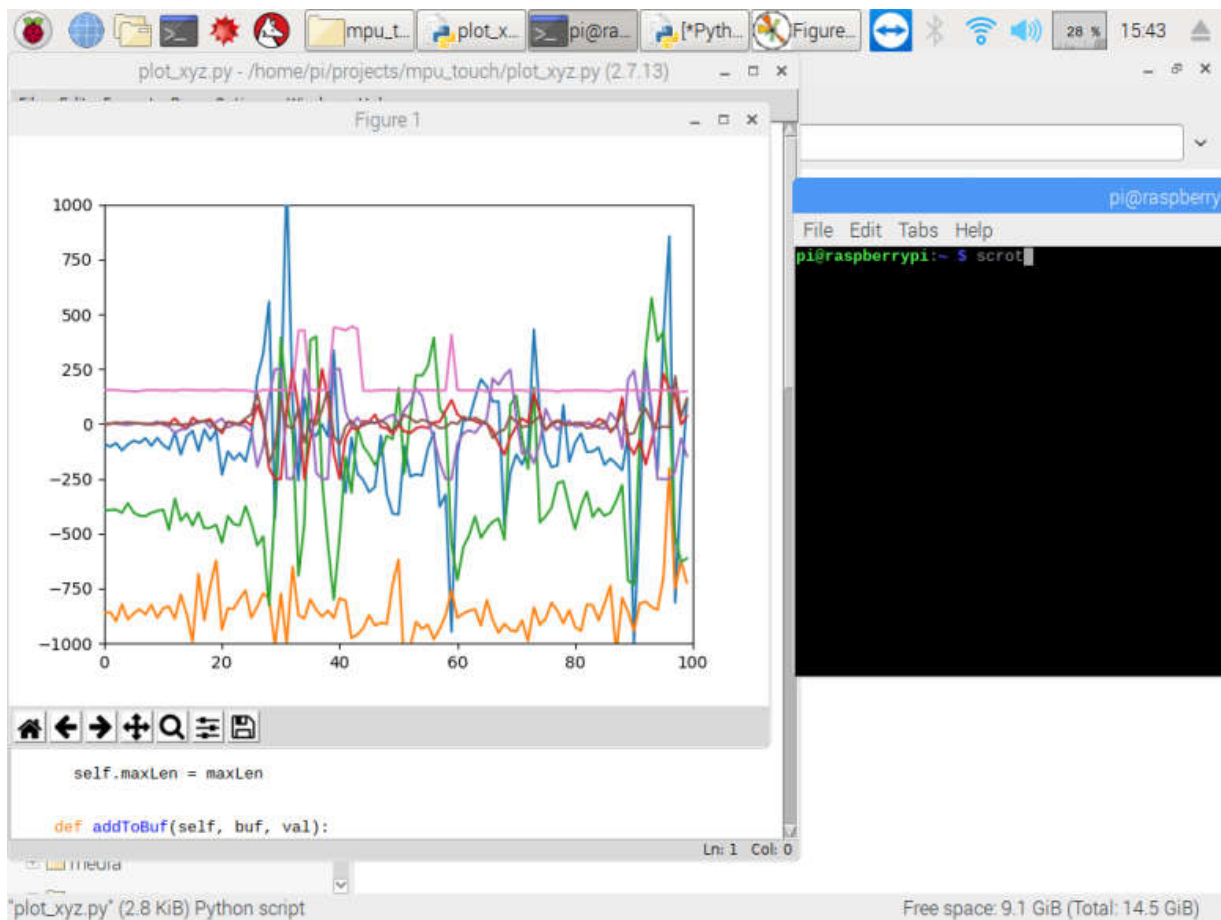 mpu_t...
plot_x...
pi@ra...
[*Pyth...
Figure...
28 %
15:43
plot_xyz.py - /home/pi/projects/mpu_touch/plot_xyz.py (2.7.13)
Figure 1
1000
750
500
250
0
−250
−500
−750
−1000
0 20 40 60 80 100
pi@raspberry
File Edit Tabs Help
pi@raspberrypi:~ $ scrot
self.maxLen = maxLen
def addToBuf(self, buf, val):
Ln: 1 Col: 0
media
"plot_xyz.py" (2.8 KiB) Python script
Free space: 9.1 GiB (Total: 14.5 GiB)